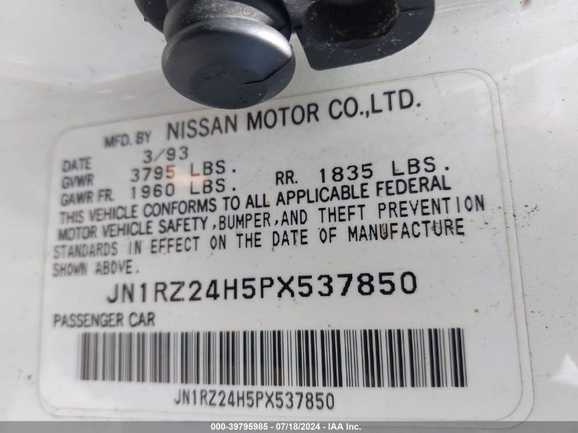 MFD. BY NISSAN MOTOR CO.,LTD.
DATE 3/93
GVWR 3795 LBS.
GAWR FR. 1960 LBS. RR. 1835 LBS.
THIS VEHICLE CONFORMS TO ALL APPLICABLE FEDERAL
MOTOR VEHICLE SAFETY, BUMPER, AND THEFT PREVENTION
STANDARDS IN EFFECT ON THE DATE OF MANUFACTURE
SHOWN ABOVE.
JN1RZ24H5PX537850
PASSENGER CAR
JN1RZ24H5PX537850
000-39795985 - 07/18/2024 - IAAI.COM